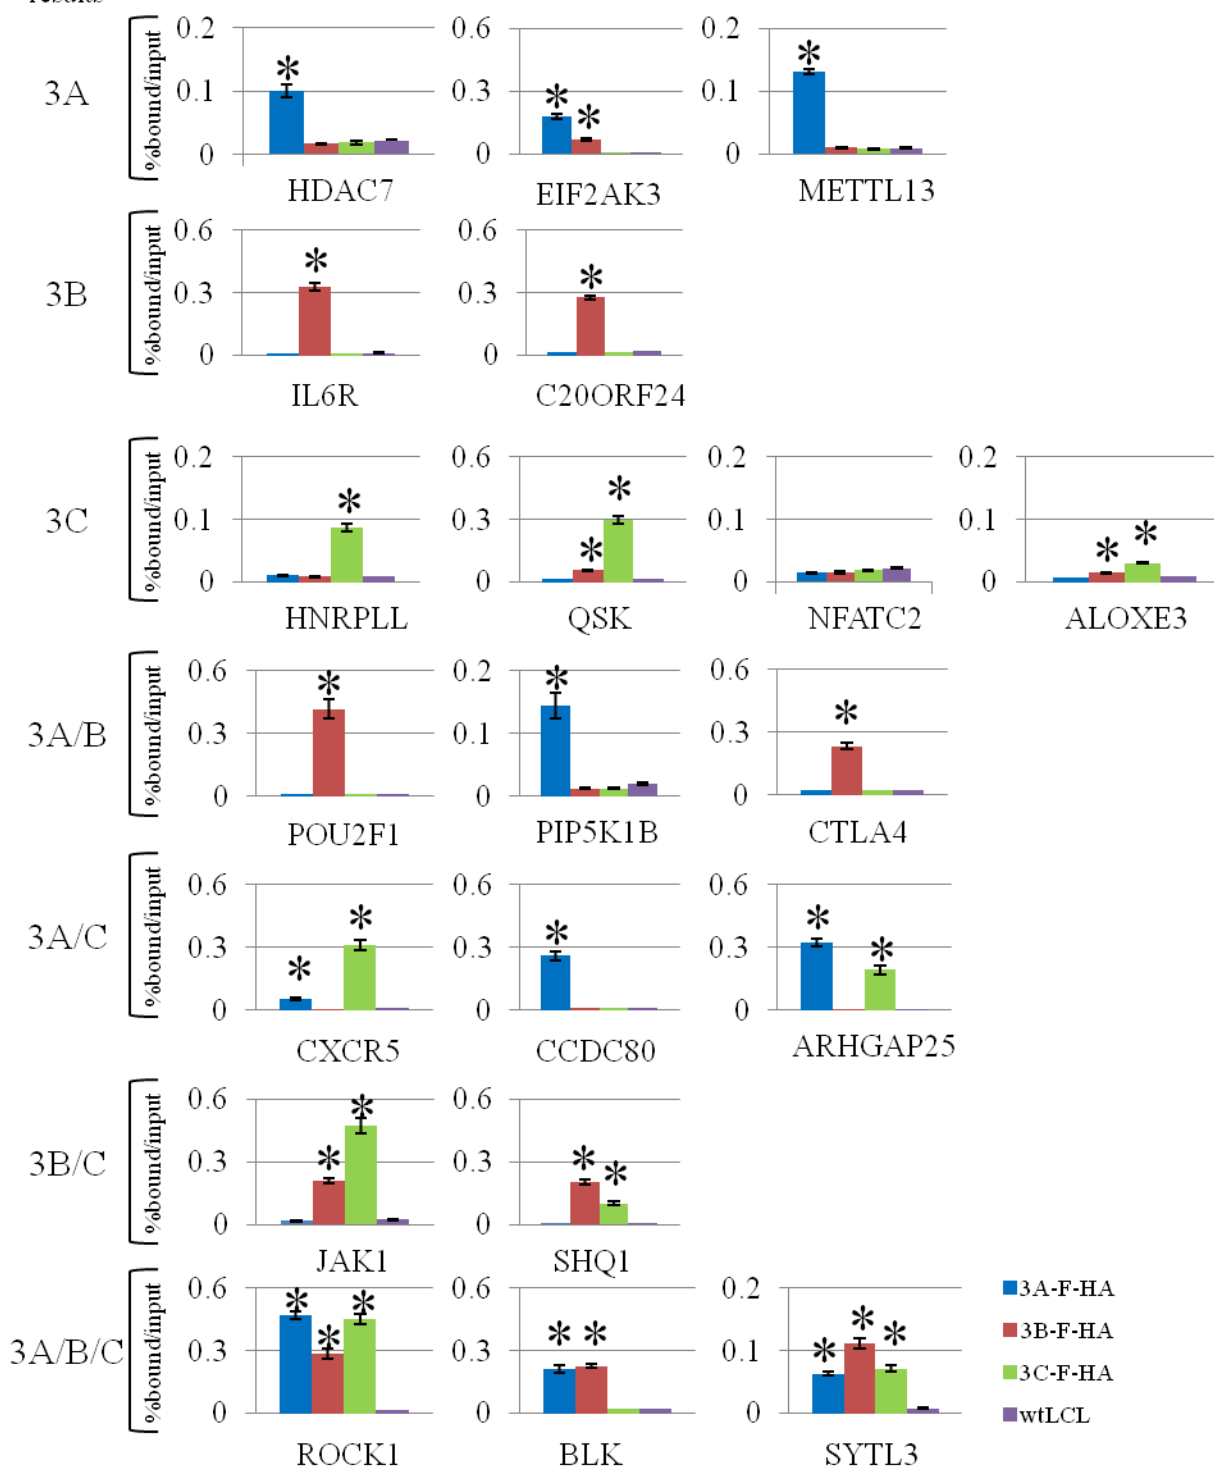 results
3A
%bound/input
0.2
0.1
0
*
HDAC7
0.6
0.3
0
* *
EIF2AK3
0.2
0.1
0
*
METTL13
3B
%bound/input
0.6
0.3
0
*
IL6R
0.6
0.3
0
*
C20ORF24
3C
%bound/input
0.2
0.1
0
*
HNRPLL
0.6
0.3
0
* *
QSK
0.2
0.1
0
NFATC2
0.2
0.1
0
* *
ALOXE3
3A/B
%bound/input
0.6
0.3
0
*
POU2F1
0.2
0.1
0
*
PIP5K1B
0.6
0.3
0
*
CTLA4
3A/C
%bound/input
0.6
0.3
0
* *
CXCR5
0.6
0.3
0
*
CCDC80
0.6
0.3
0
* *
ARHGAP25
3B/C
%bound/input
0.6
0.3
0
* *
JAK1
0.6
0.3
0
* *
SHQ1
3A/B/C
%bound/input
0.6
0.3
0
* * *
ROCK1
0.6
0.3
0
* *
BLK
0.2
0.1
0
* * *
SYTL3
3A-F-HA
3B-F-HA
3C-F-HA
wtLCL